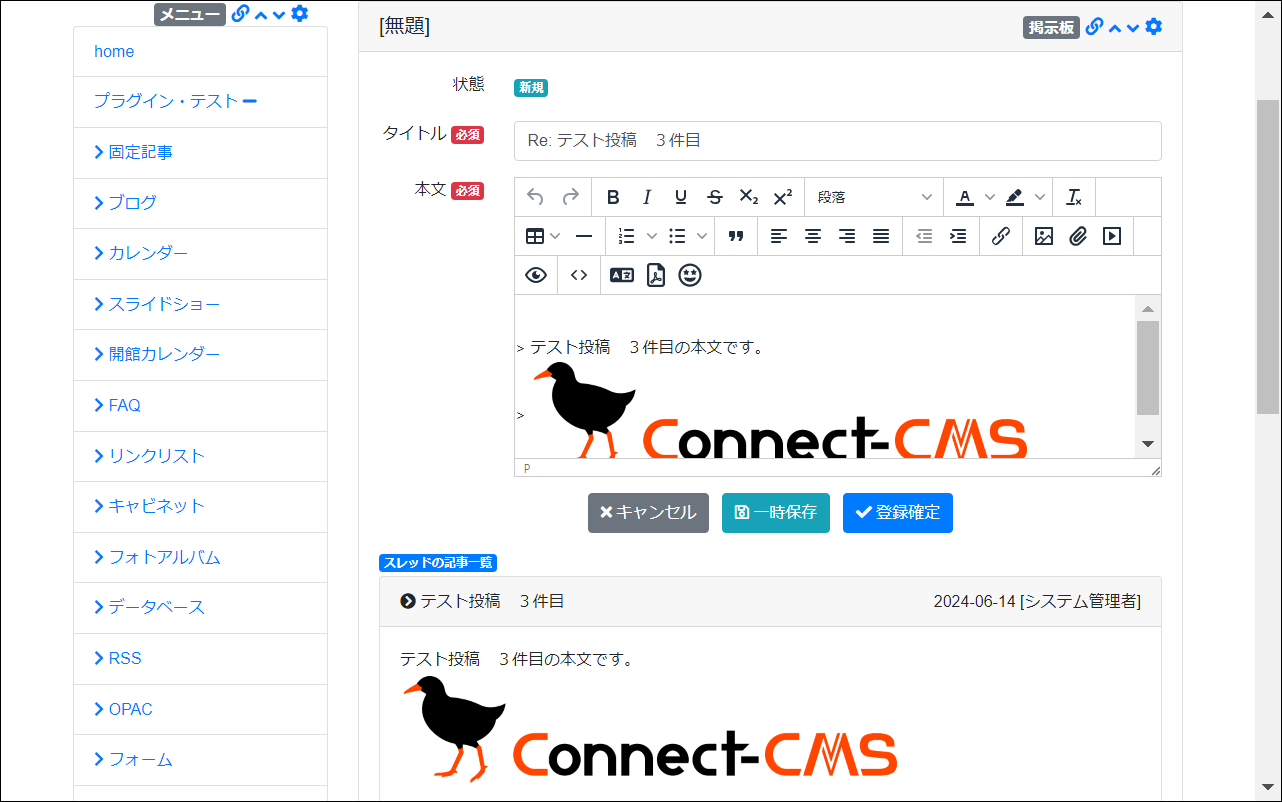 メニュー
home
プラグイン・テスト
固定記事
ブログ
カレンダー
スライドショー
開館カレンダー
FAQ
リンクリスト
キャビネット
フォトアルバム
データベース
RSS
OPAC
フォーム
[無題]
掲示板
状態 新規
タイトル 必須 Re: テスト投稿　３件目
本文 必須
B I U S X₂ X² 段落 A
A文
> テスト投稿　３件目の本文です。
>
Connect-CMS
P
キャンセル 一時保存 登録確定
スレッドの記事一覧
テスト投稿　３件目 2024-06-14 [システム管理者]
テスト投稿　３件目の本文です。
Connect-CMS